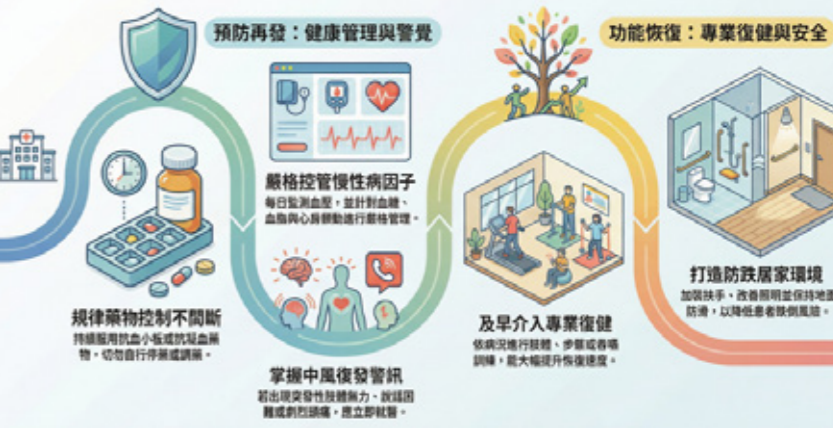 預防再發：健康管理與警覺
規律藥物控制不間斷
持續服用抗血小板或抗凝血藥
物，切勿自行停藥或調藥。
嚴格控管慢性病因子
每日監測血壓，並針對血糖、
血脂與心房顫動進行嚴格管理。
掌握中風復發警訊
若出現突發性肢體無力、說話困
難或劇烈頭痛，應立即就醫。
功能恢復：專業復健與安全
及早介入專業復健
依病況進行肢體、步態或吞嚥
訓練，能大幅提升恢復速度。
打造防跌居家環境
加裝扶手、改善照明並保持地面
防滑，以降低患者跌倒風險。